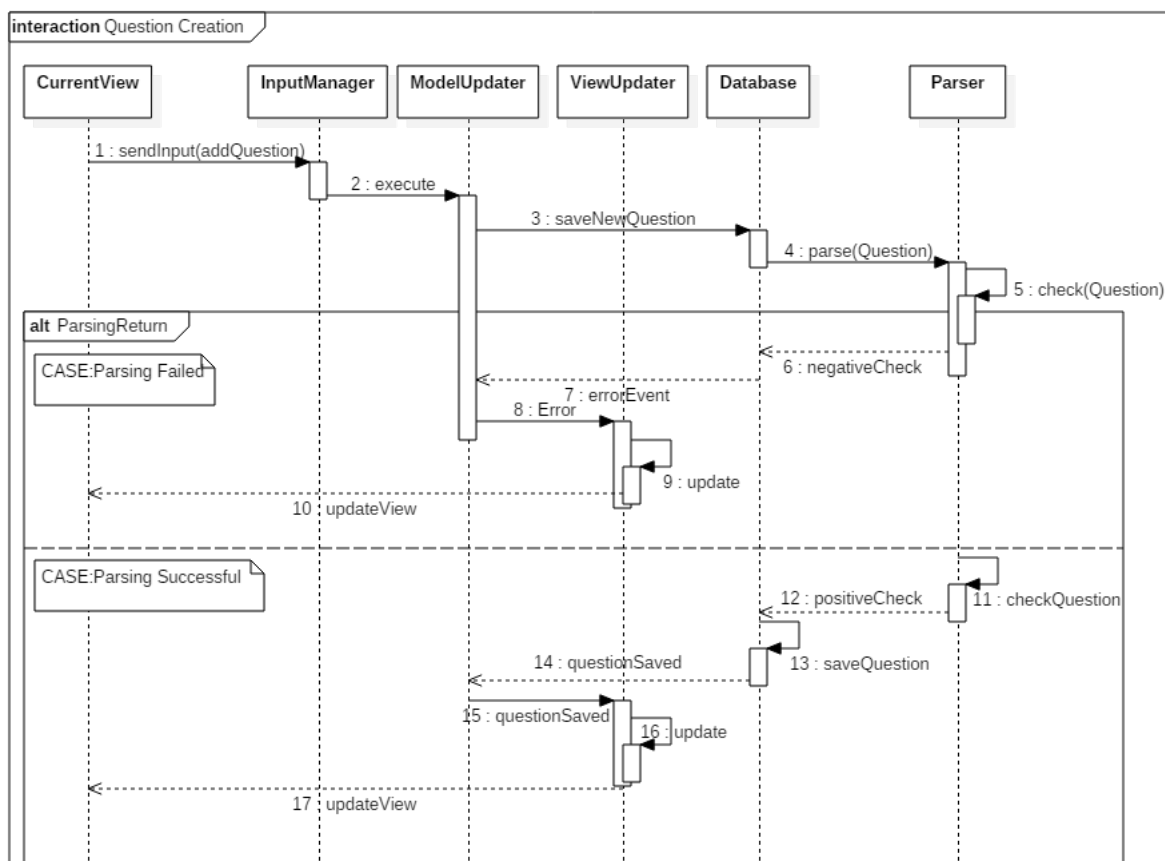 interaction Question Creation
CurrentView
InputManager
ModelUpdater
ViewUpdater
Database
Parser
1 : sendInput(addQuestion)
2 : execute
3 : saveNewQuestion
4 : parse(Question)
5 : check(Question)
alt ParsingReturn
CASE:Parsing Failed
6 : negativeCheck
7 : errorEvent
8 : Error
9 : update
10 : updateView
CASE:Parsing Successful
11 : checkQuestion
12 : positiveCheck
13 : saveQuestion
14 : questionSaved
15 : questionSaved
16 : update
17 : updateView